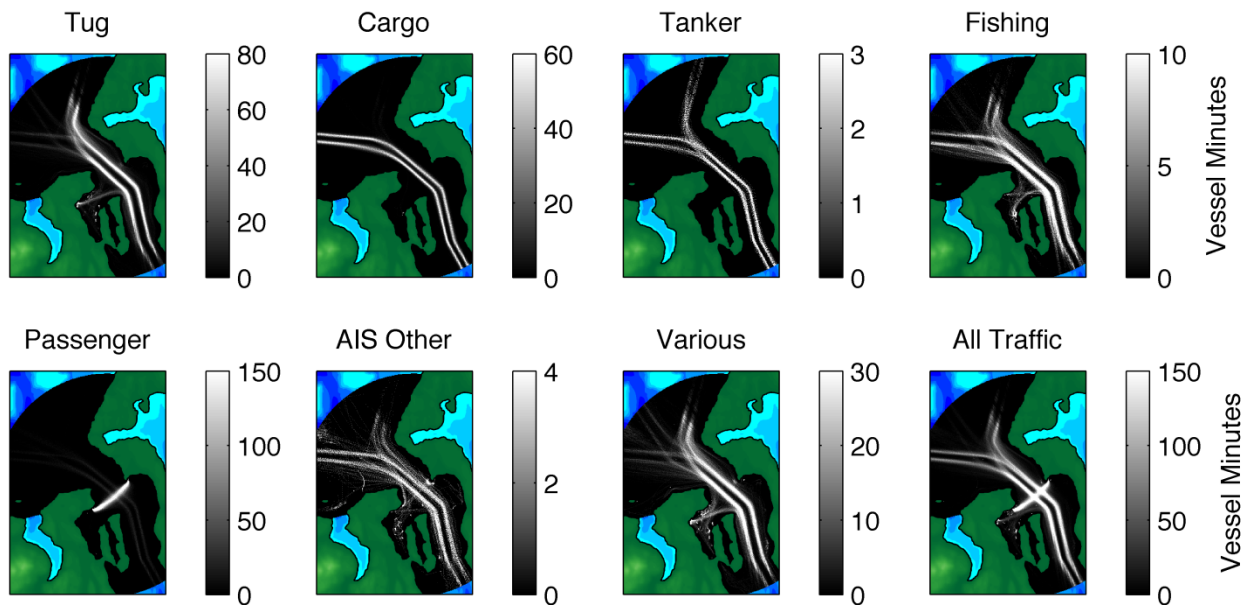 Tug Cargo Tanker Fishing
80 60 3 10
60 40 2 5
40 20 1 0
20 0 0
0
Vessel Minutes
Passenger AIS Other Various All Traffic
150 4 30 150
100 2 20 100
50 0 10 50
0 0 0
Vessel Minutes